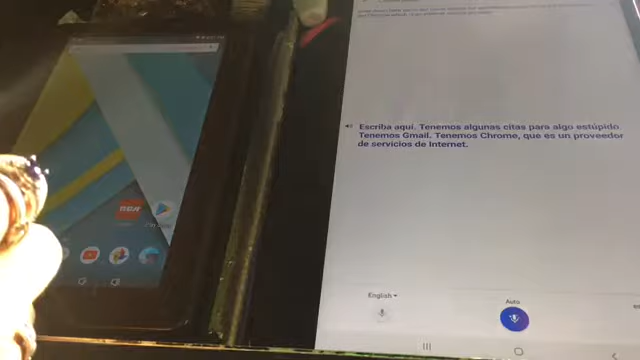 Escriba aquí. Tenemos algunas citas para algo estúpido.
Tenemos Gmail. Tenemos Chrome, que es un proveedor
de servicios de Internet.
English
Auto
RCA